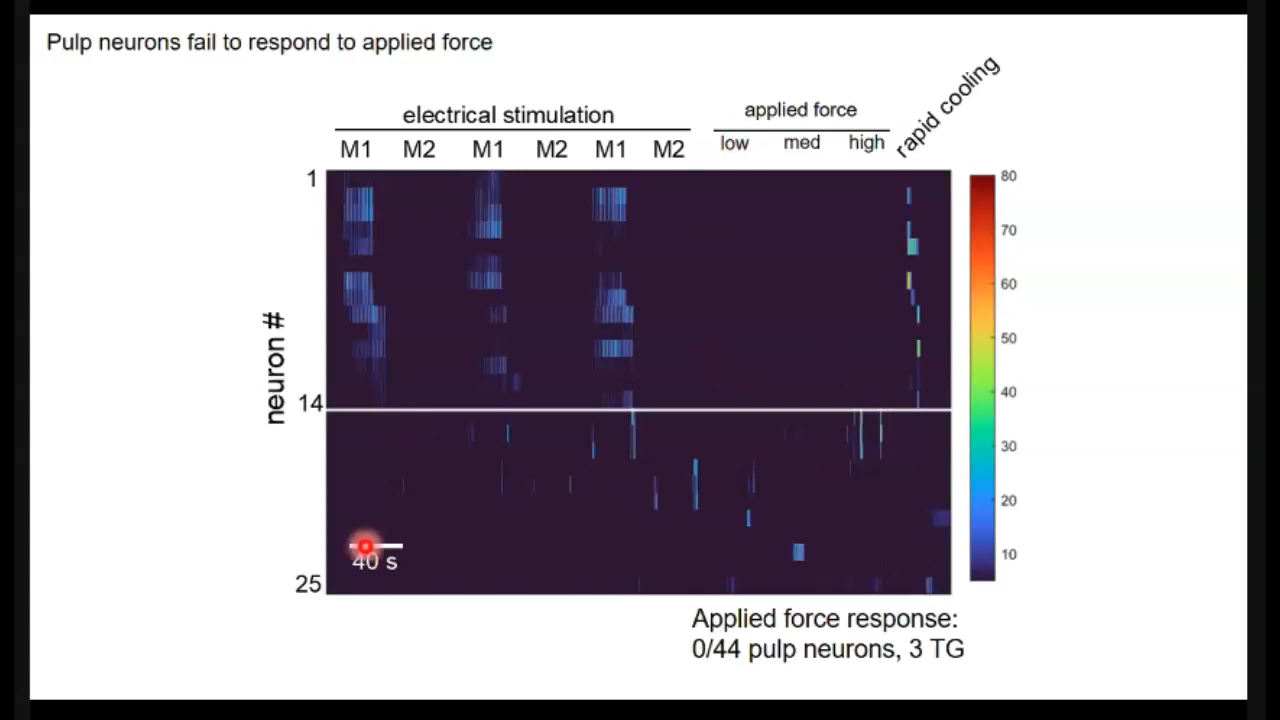 Pulp neurons fail to respond to applied force
electrical stimulation
applied force
rapid cooling
M1 M2 M1 M2 M1 M2
low med high
neuron #
1
14
25
40 s
80
70
60
50
40
30
20
10
Applied force response:
0/44 pulp neurons, 3 TG